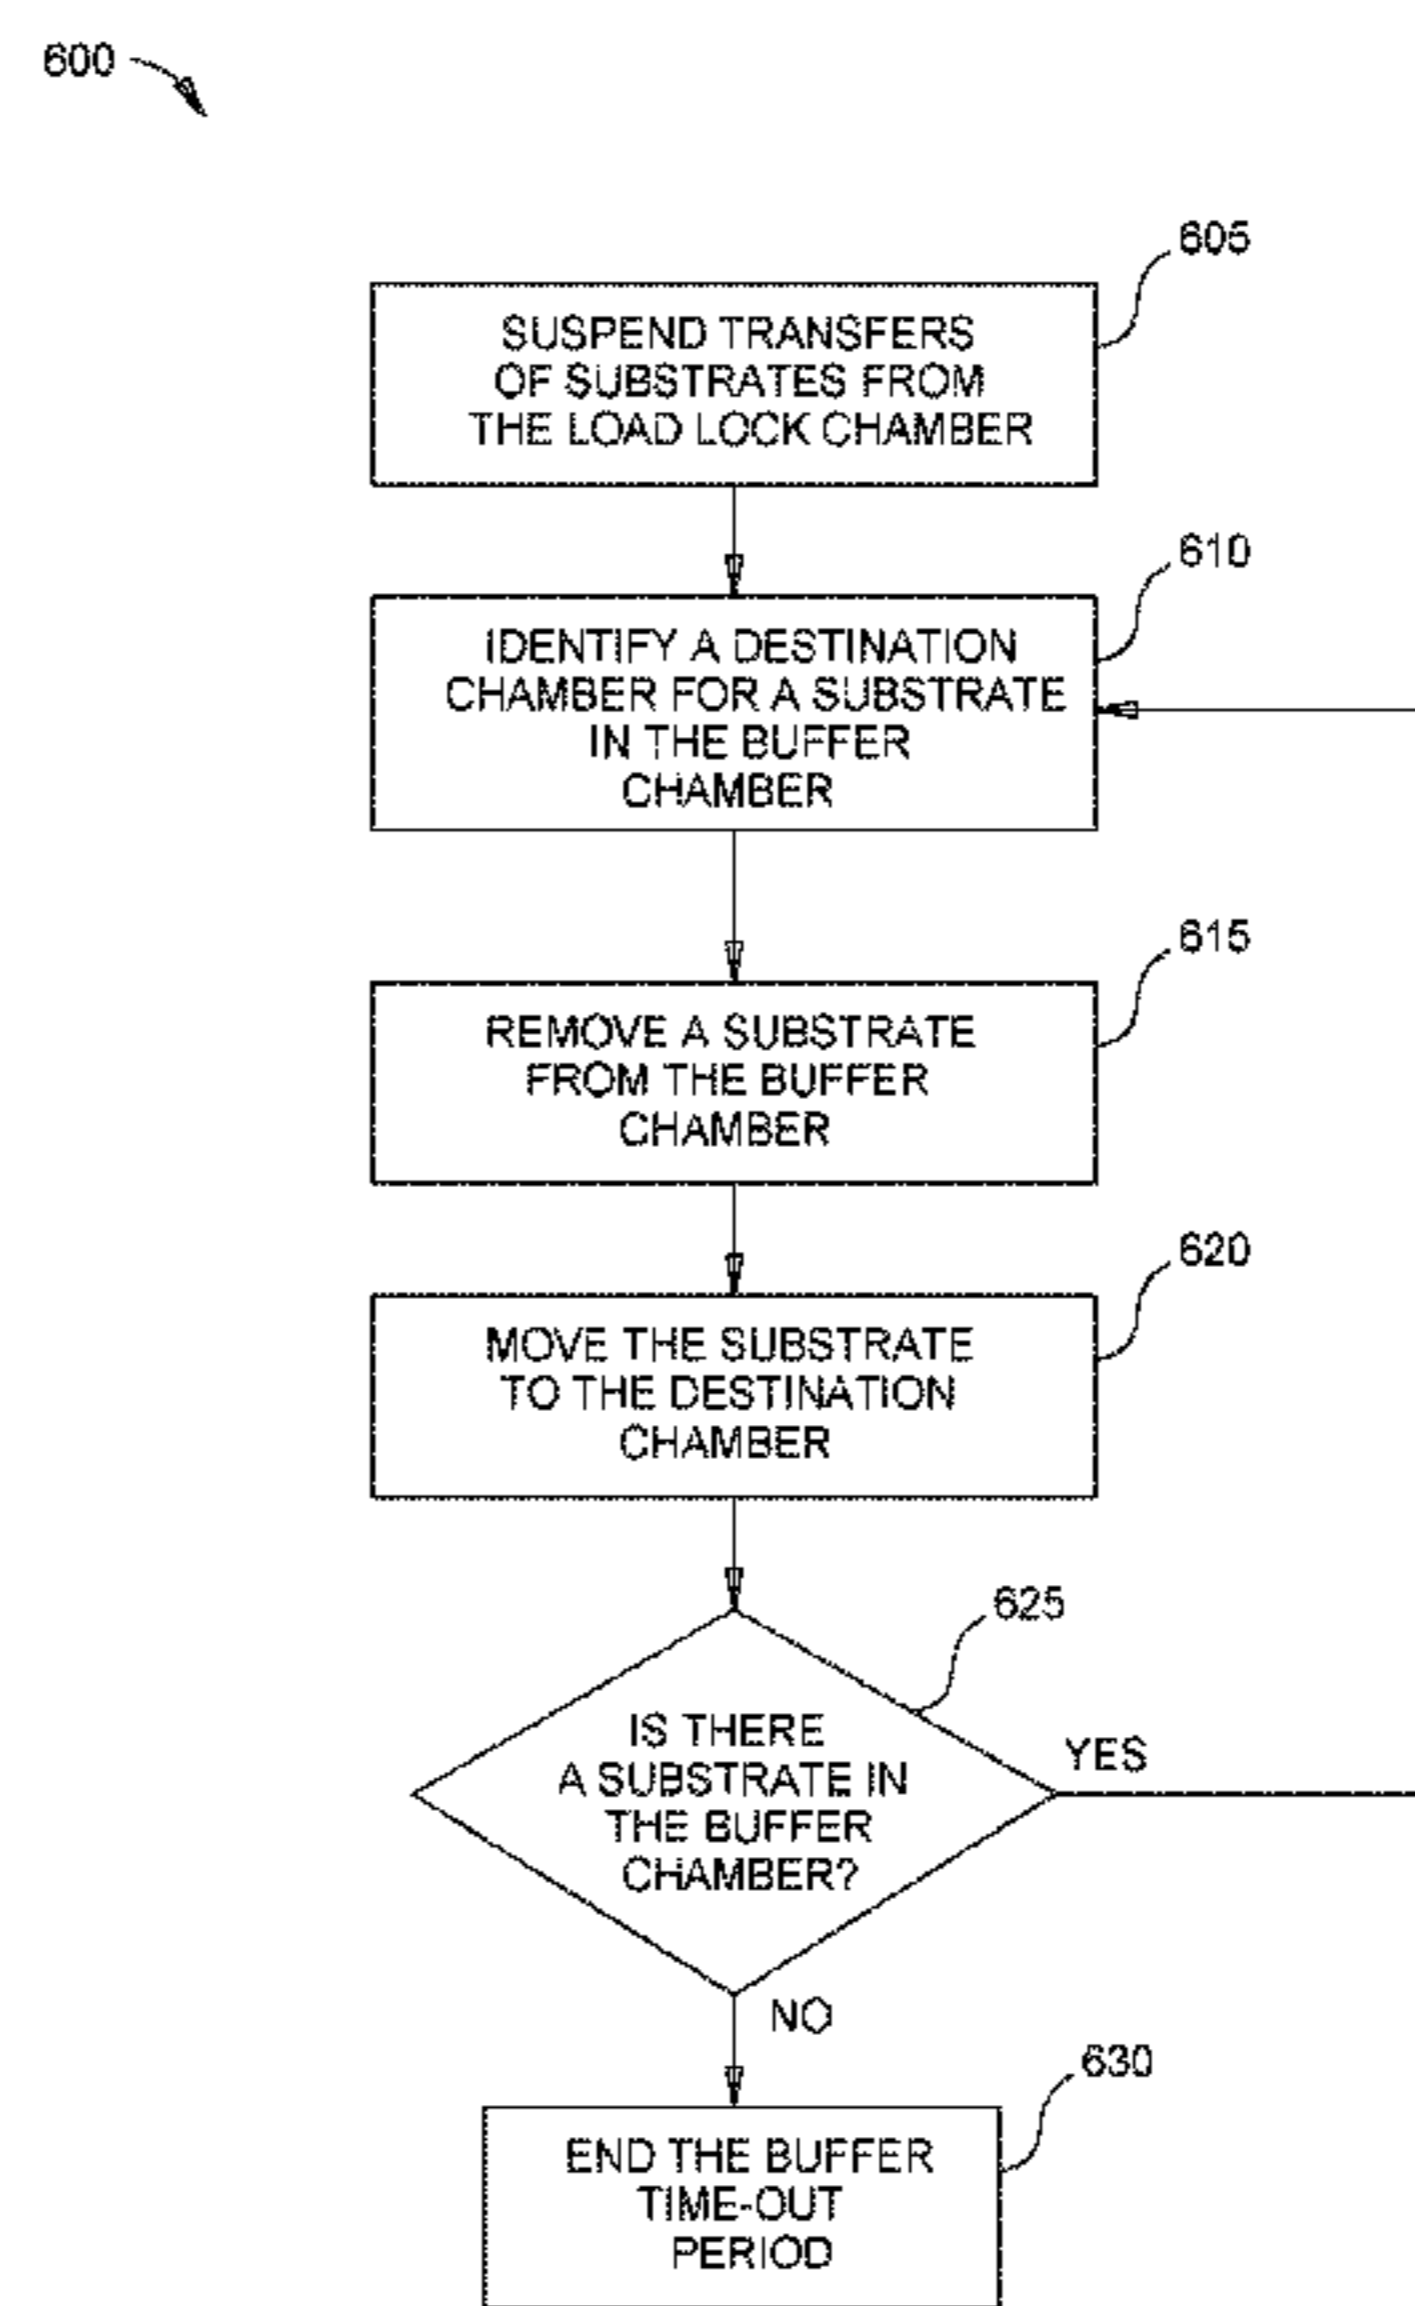 600
605
SUSPEND TRANSFERS
OF SUBSTRATES FROM
THE LOAD LOCK CHAMBER
610
IDENTIFY A DESTINATION
CHAMBER FOR A SUBSTRATE
IN THE BUFFER
CHAMBER
615
REMOVE A SUBSTRATE
FROM THE BUFFER
CHAMBER
620
MOVE THE SUBSTRATE
TO THE DESTINATION
CHAMBER
625
IS THERE
A SUBSTRATE IN
THE BUFFER
CHAMBER?
YES
NO
630
END THE BUFFER
TIME-OUT
PERIOD